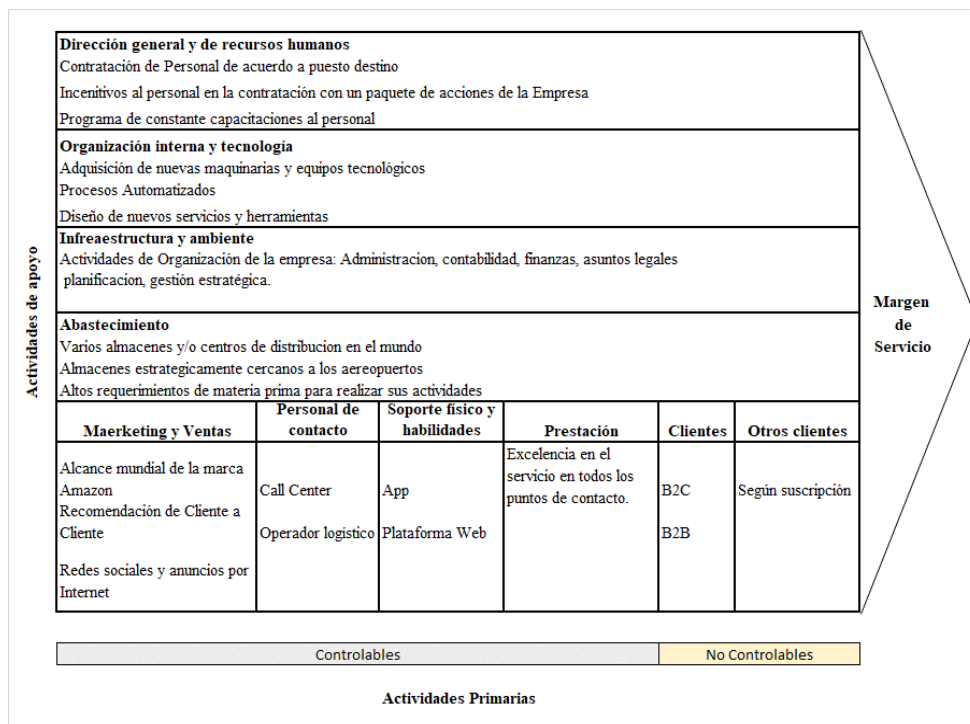 Dirección general y de recursos humanos
Contratación de Personal de acuerdo a puesto destino
Incenitivos al personal en la contratación con un paquete de acciones de la Empresa
Programa de constante capacitaciones al personal
Organización interna y tecnología
Adquisición de nuevas maquinarias y equipos tecnológicos
Procesos Automatizados
Diseño de nuevos servicios y herramientas
Infreaestructura y ambiente
Actividades de Organización de la empresa: Administracion, contabilidad, finanzas, asuntos legales
planificacion, gestión estratégica.
Abastecimiento
Varios almacenes y/o centros de distribucion en el mundo
Almacenes estrategicamente cercanos a los aereopuertos
Altos requerimientos de materia prima para realizar sus actividades
Actividades de apoyo
Margen
de
Servicio
Maerketing y Ventas
Personal de
contacto
Soporte físico y
habilidades
Prestación
Clientes
Otros clientes
Alcance mundial de la marca
Amazon
Recomendación de Cliente a
Cliente
Redes sociales y anuncios por
Internet
Call Center
Operador logistico
App
Plataforma Web
Excelencia en el
servicio en todos los
puntos de contacto.
B2C
B2B
Según suscripción
Controlables
No Controlables
Actividades Primarias